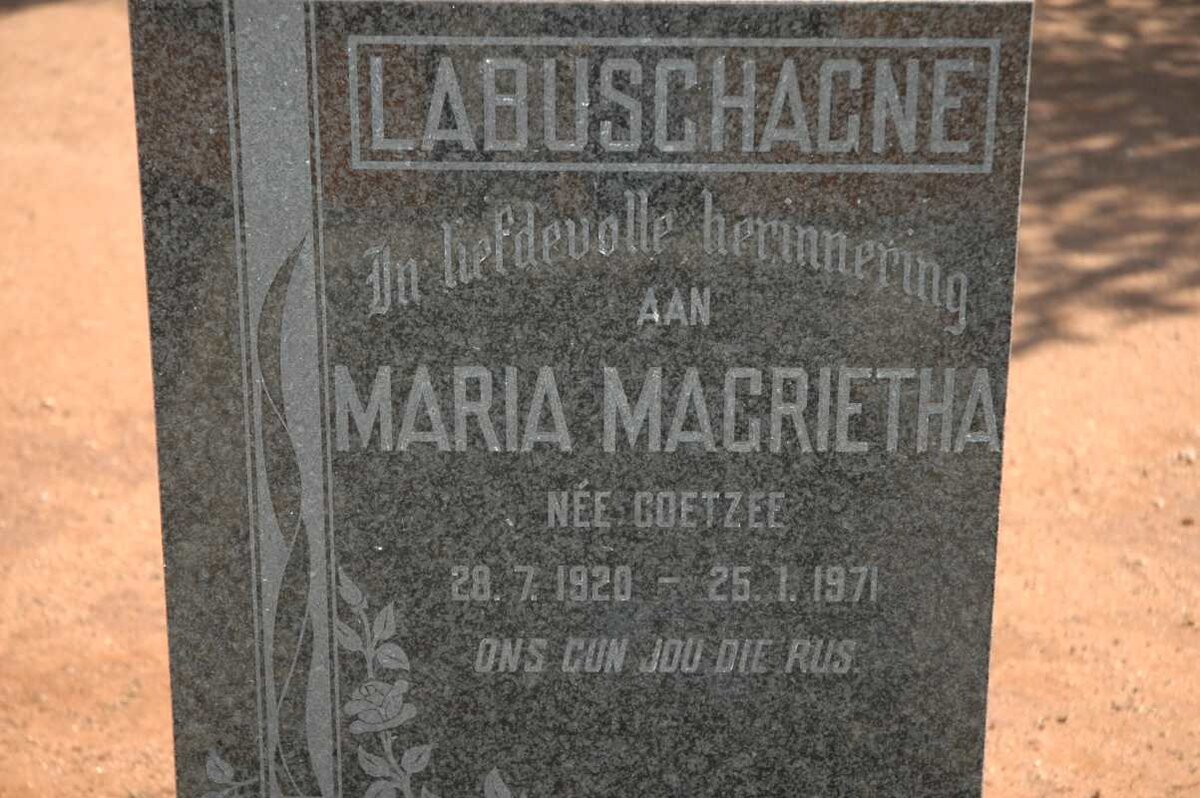 LABUSCHAGNE
In liefdevolle herinnering
AAN
MARIA MAGRIETHA
NÉE GOETZEE
28.7.1920 - 25.1.1971
ONS GUN JOU DIE RUS.